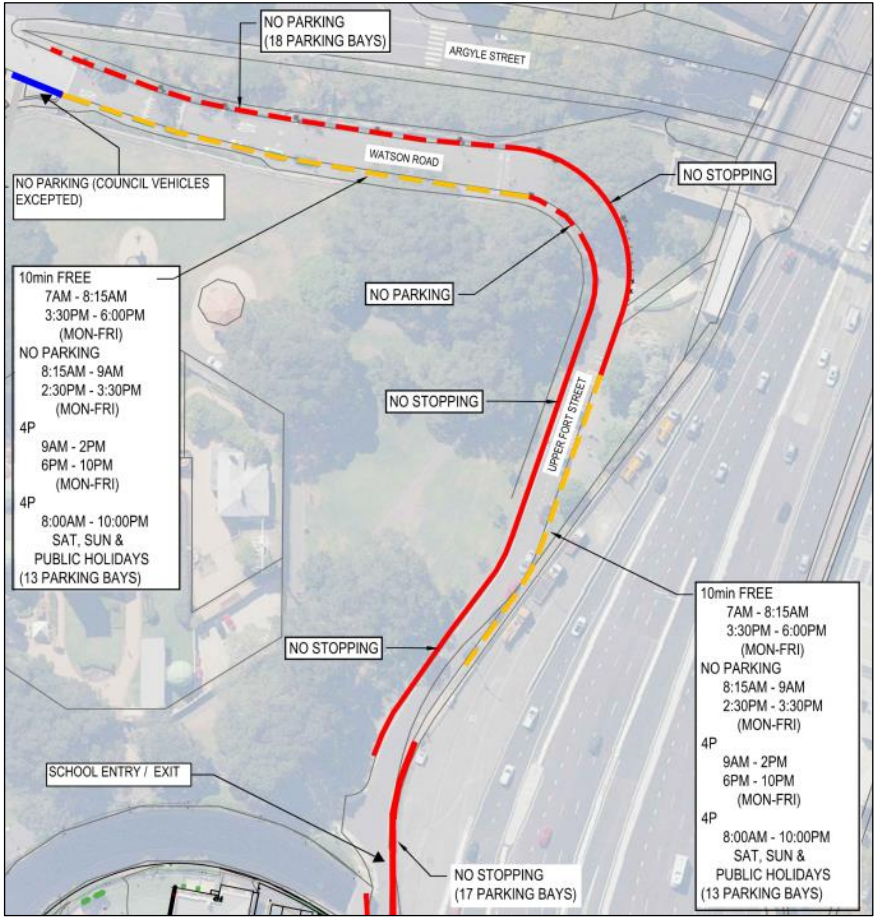 NO PARKING
(18 PARKING BAYS)
ARGYLE STREET
WATSON ROAD
NO STOPPING
NO PARKING (COUNCIL VEHICLES
EXCEPTED)
10min FREE
7AM - 8:15AM
3:30PM - 6:00PM
(MON-FRI)
NO PARKING
8:15AM - 9AM
2:30PM - 3:30PM
(MON-FRI)
4P
9AM - 2PM
6PM - 10PM
(MON-FRI)
4P
8:00AM - 10:00PM
SAT, SUN &
PUBLIC HOLIDAYS
(13 PARKING BAYS)
NO PARKING
NO STOPPING
UPPER FORT STREET
NO STOPPING
10min FREE
7AM - 8:15AM
3:30PM - 6:00PM
(MON-FRI)
NO PARKING
8:15AM - 9AM
2:30PM - 3:30PM
(MON-FRI)
4P
9AM - 2PM
6PM - 10PM
(MON-FRI)
4P
8:00AM - 10:00PM
SAT, SUN &
PUBLIC HOLIDAYS
(13 PARKING BAYS)
SCHOOL ENTRY / EXIT
NO STOPPING
(17 PARKING BAYS)